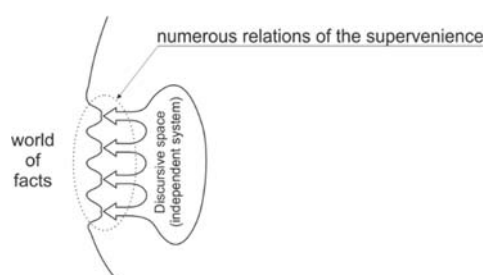 numerous relations of the supervenience
world
of
facts
Discursive space
(independent system)